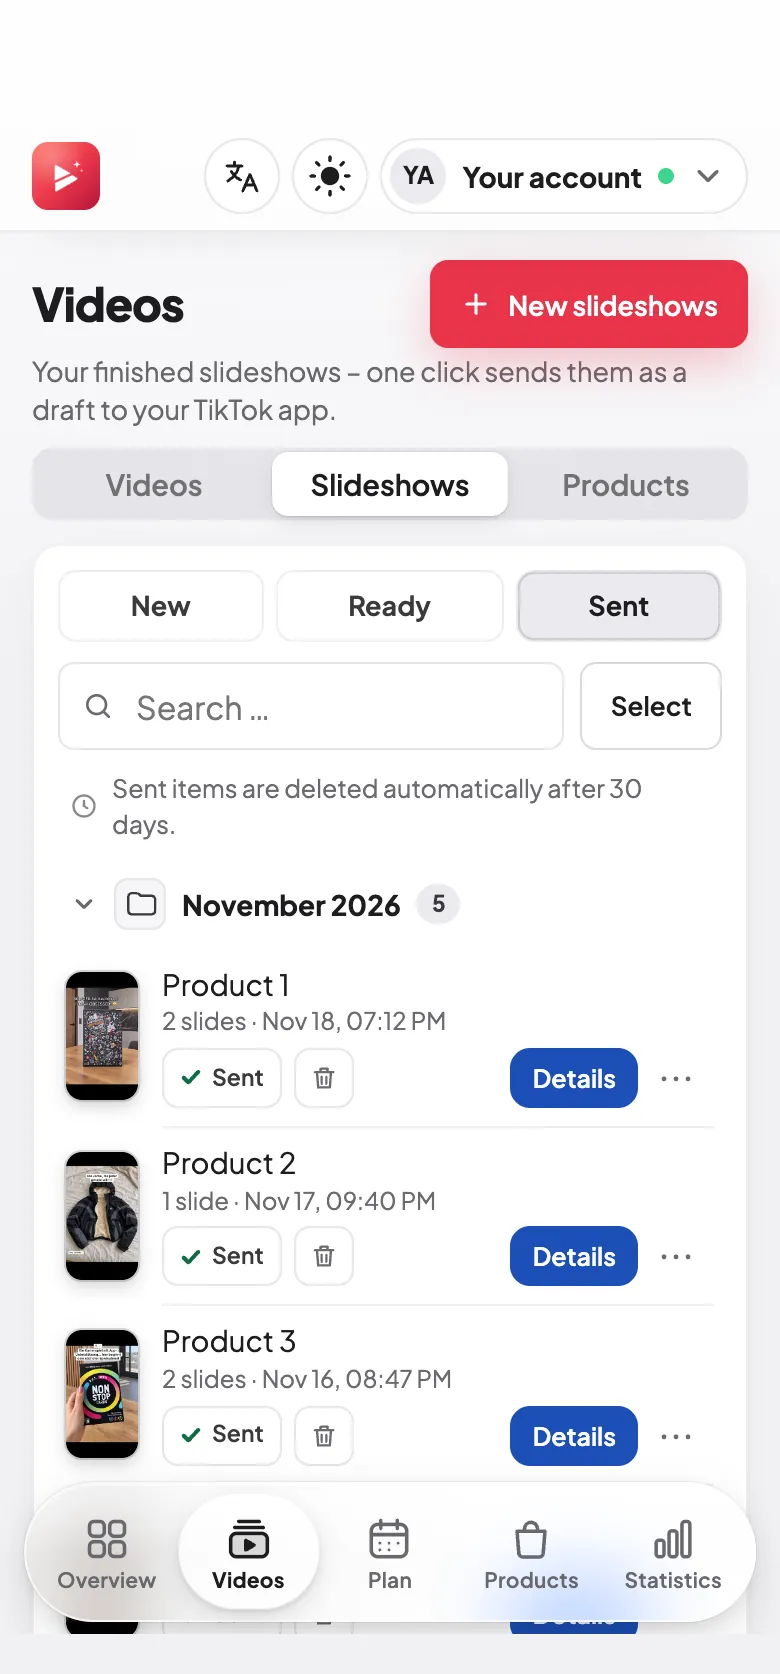 YA Your account
Videos
+ New slideshows
Your finished slideshows – one click sends them as a
draft to your TikTok app.
Videos Slideshows Products
New Ready Sent
Search ... Select
Sent items are deleted automatically after 30
days.
November 2026 5
Product 1
2 slides · Nov 18, 07:12 PM
Sent Details ...
Product 2
1 slide · Nov 17, 09:40 PM
Sent Details ...
Product 3
2 slides · Nov 16, 08:47 PM
NON
STOP
Sent Details ...
Overview Videos Plan Products Statistics